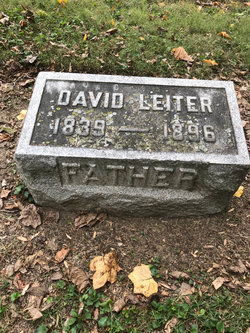 DAVID LEITER
1839 — 1896
FATHER